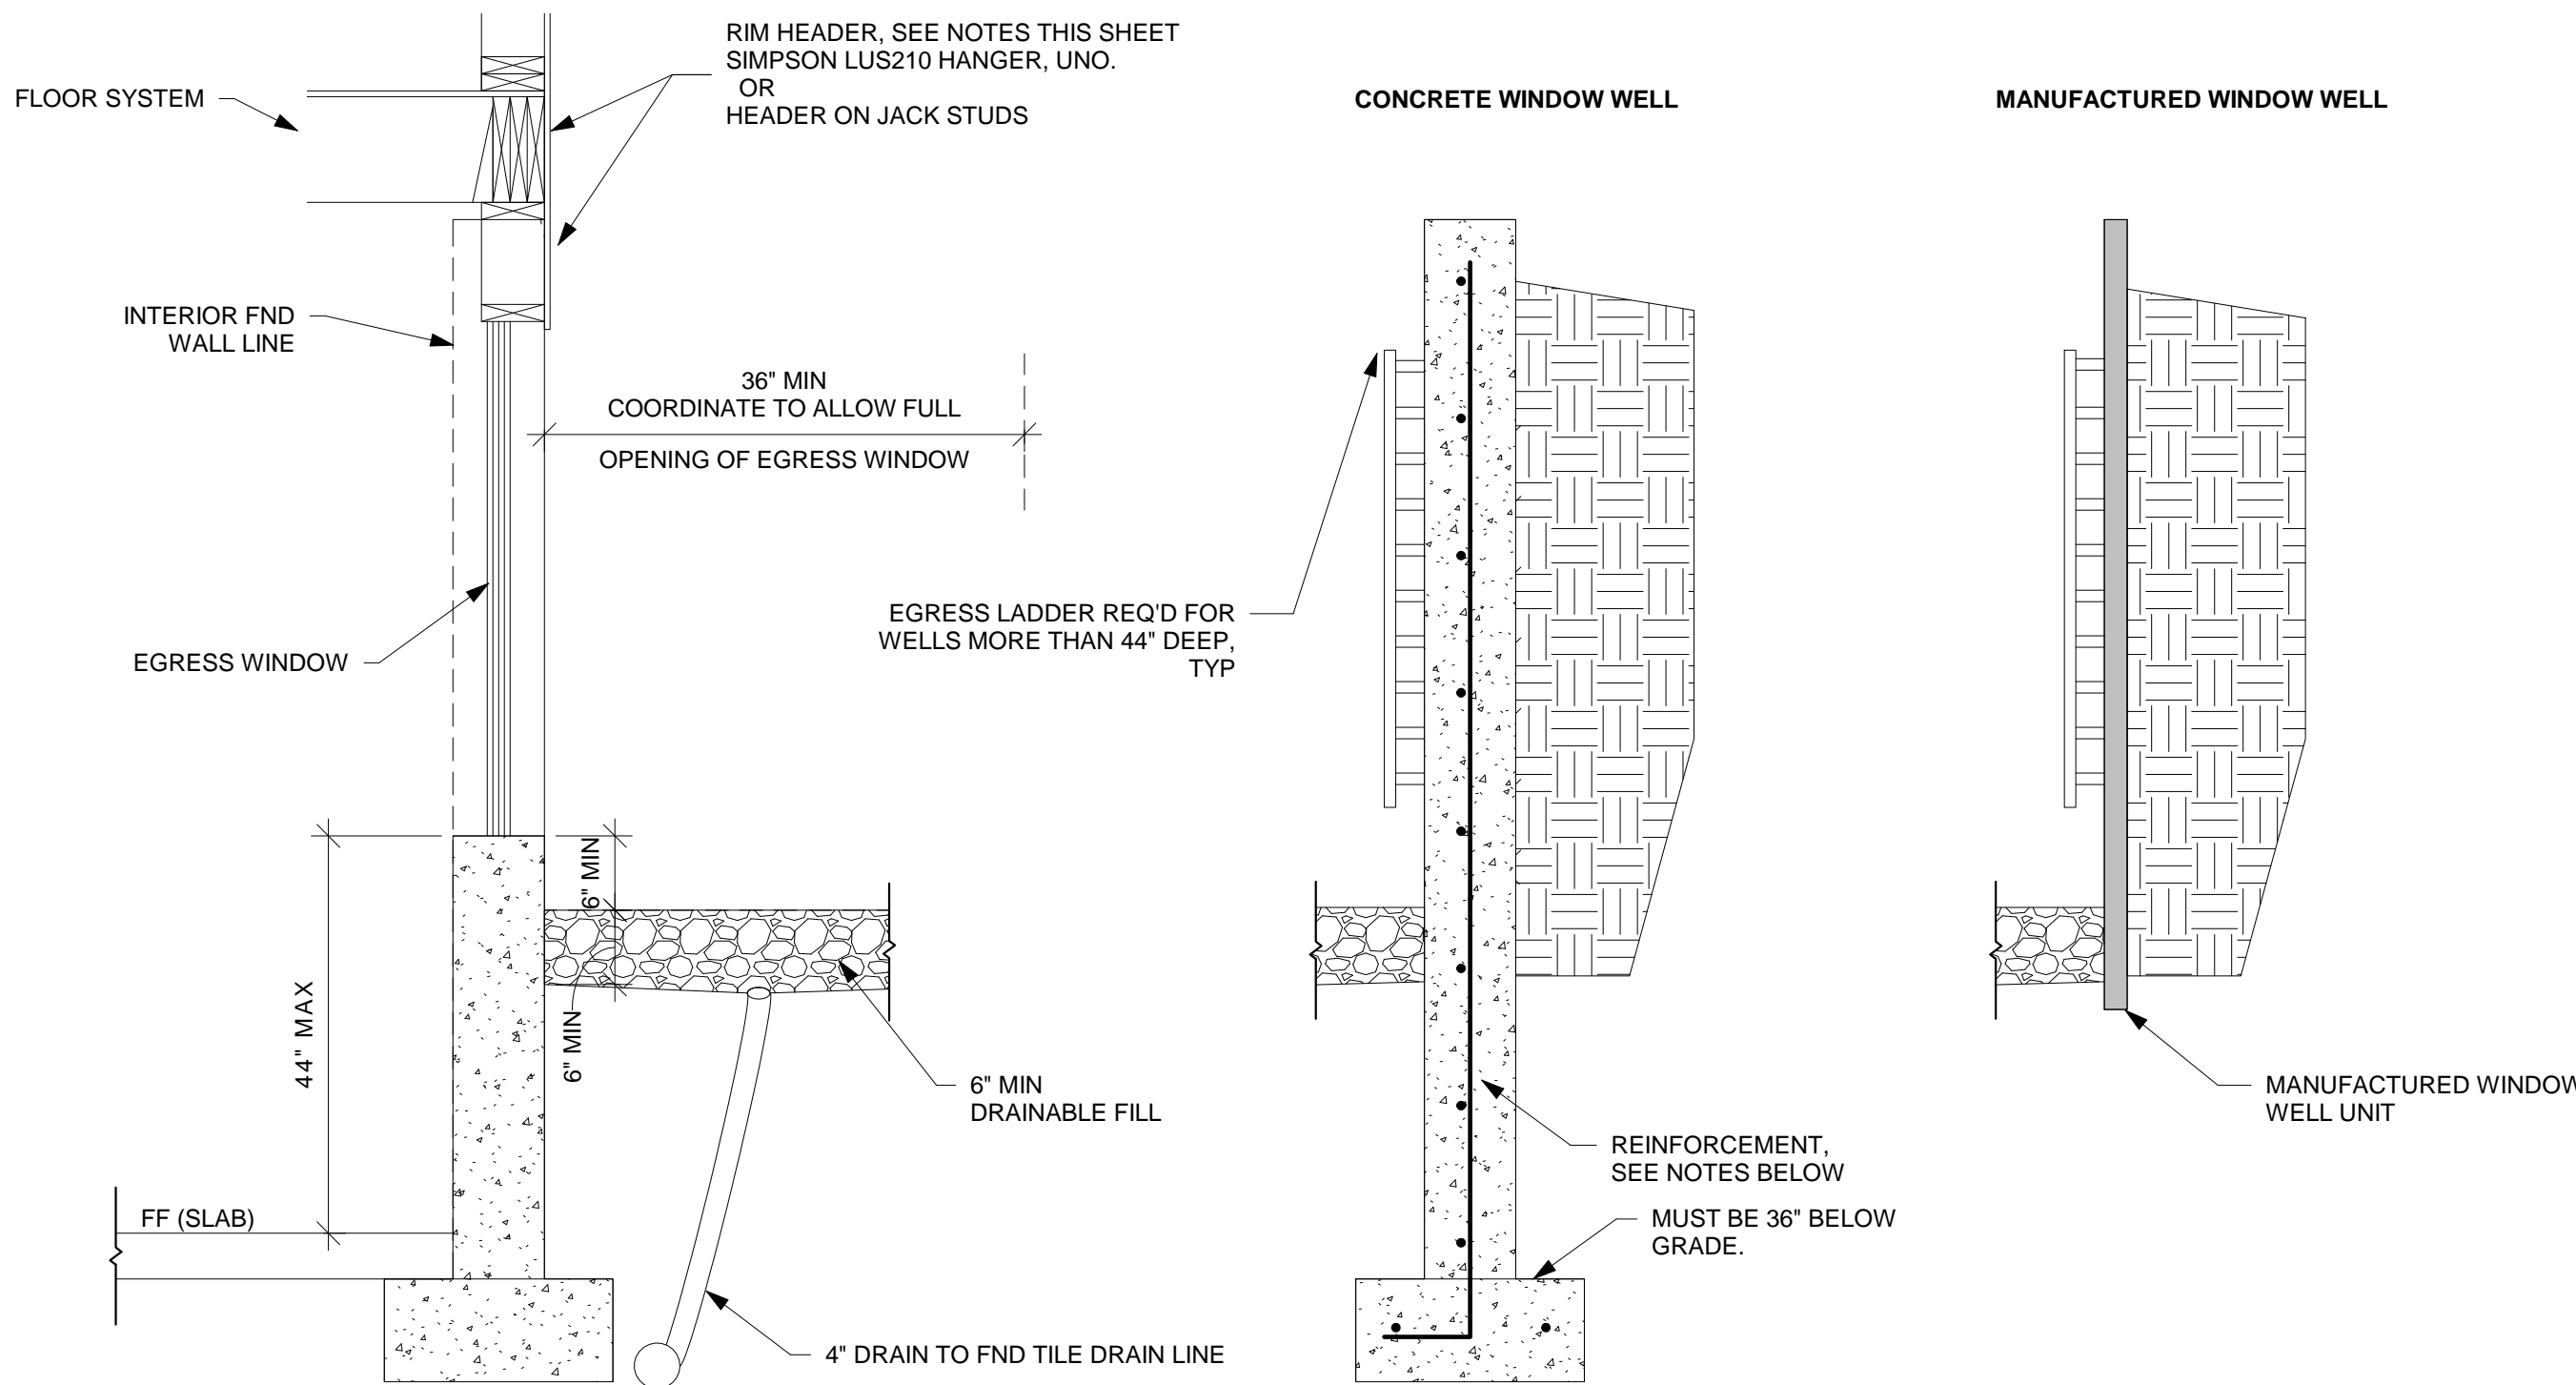 RIM HEADER, SEE NOTES THIS SHEET
SIMPSON LUS210 HANGER, UNO.
OR
HEADER ON JACK STUDS
FLOOR SYSTEM
CONCRETE WINDOW WELL
MANUFACTURED WINDOW WELL
INTERIOR FND
WALL LINE
36" MIN
COORDINATE TO ALLOW FULL
OPENING OF EGRESS WINDOW
EGRESS WINDOW
EGRESS LADDER REQ'D FOR
WELLS MORE THAN 44" DEEP,
TYP
6" MIN
6" MIN
44" MAX
6" MIN
DRAINABLE FILL
FF (SLAB)
4" DRAIN TO FND TILE DRAIN LINE
REINFORCEMENT,
SEE NOTES BELOW
MUST BE 36" BELOW
GRADE.
MANUFACTURED WINDOW
WELL UNIT